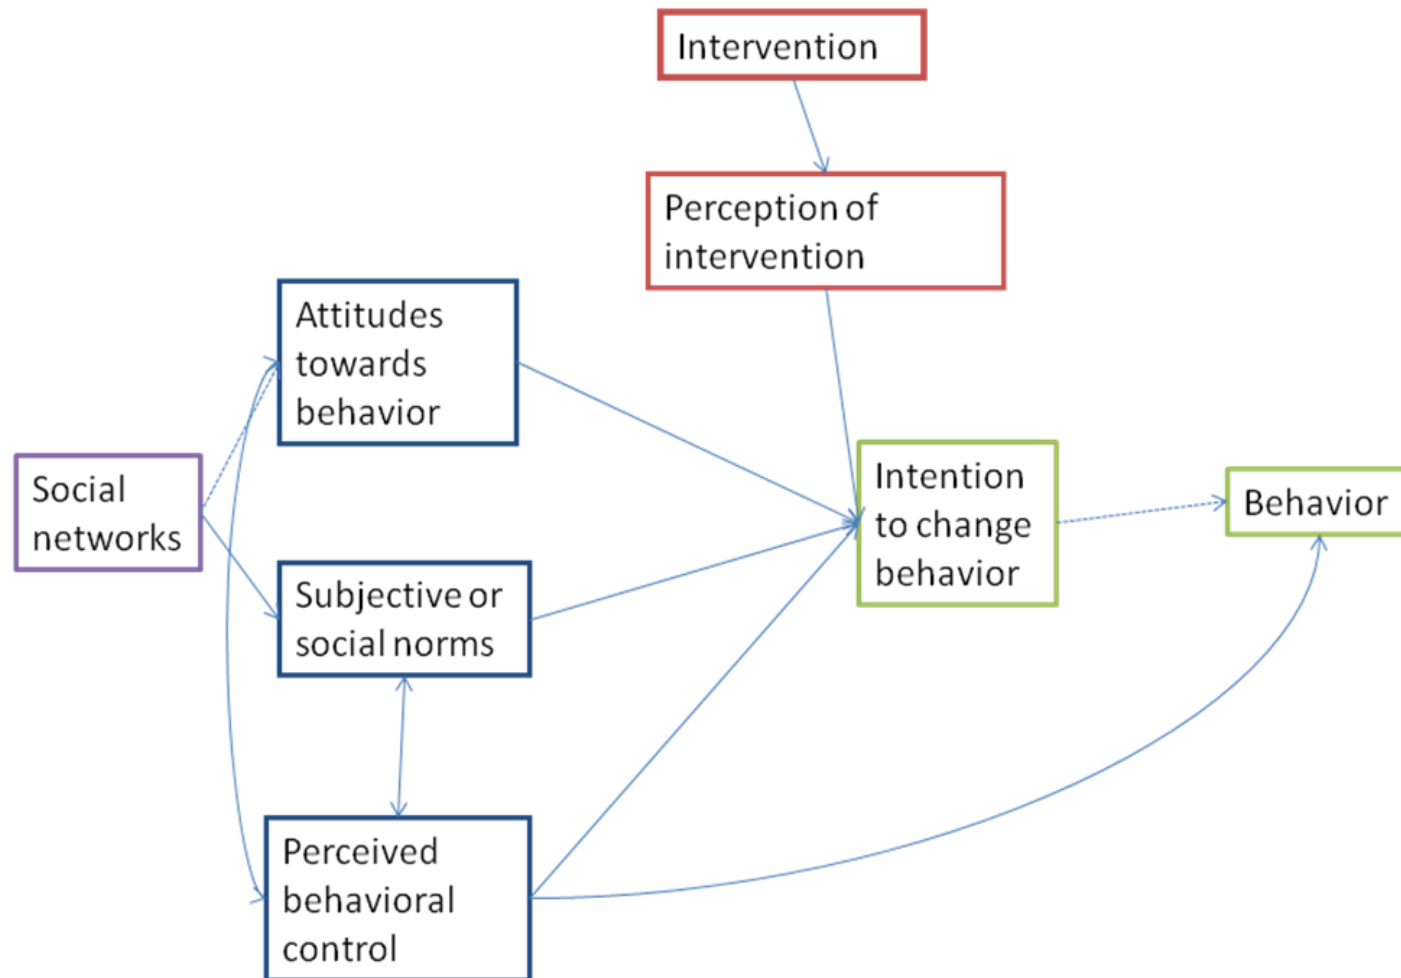 Intervention
Perception of
intervention
Attitudes
towards
behavior
Social
networks
Subjective or
social norms
Intention
to change
behavior
Behavior
Perceived
behavioral
control